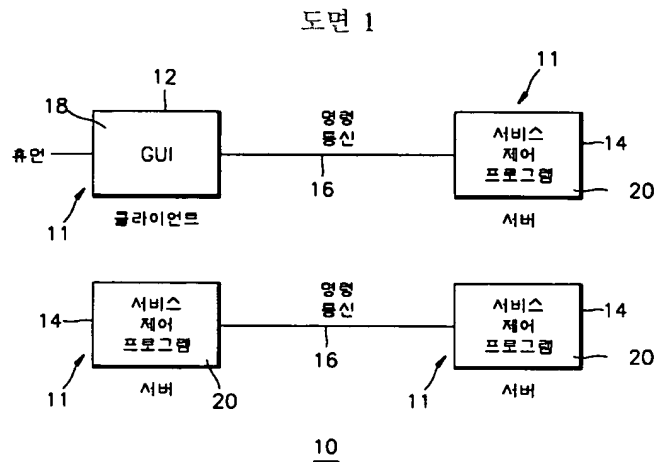 도면 1
11
12
18
휴먼
GUI
11
클라이언트
명령
통신
16
서비스
제어
프로그램
14
20
서버
서비스
제어
프로그램
14
11
20
서버
명령
통신
16
서비스
제어
프로그램
14
20
11
서버
10